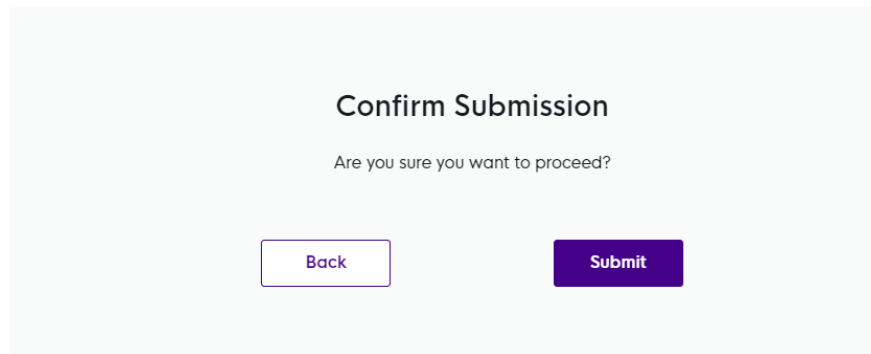 Confirm Submission
Are you sure you want to proceed?
Back
Submit